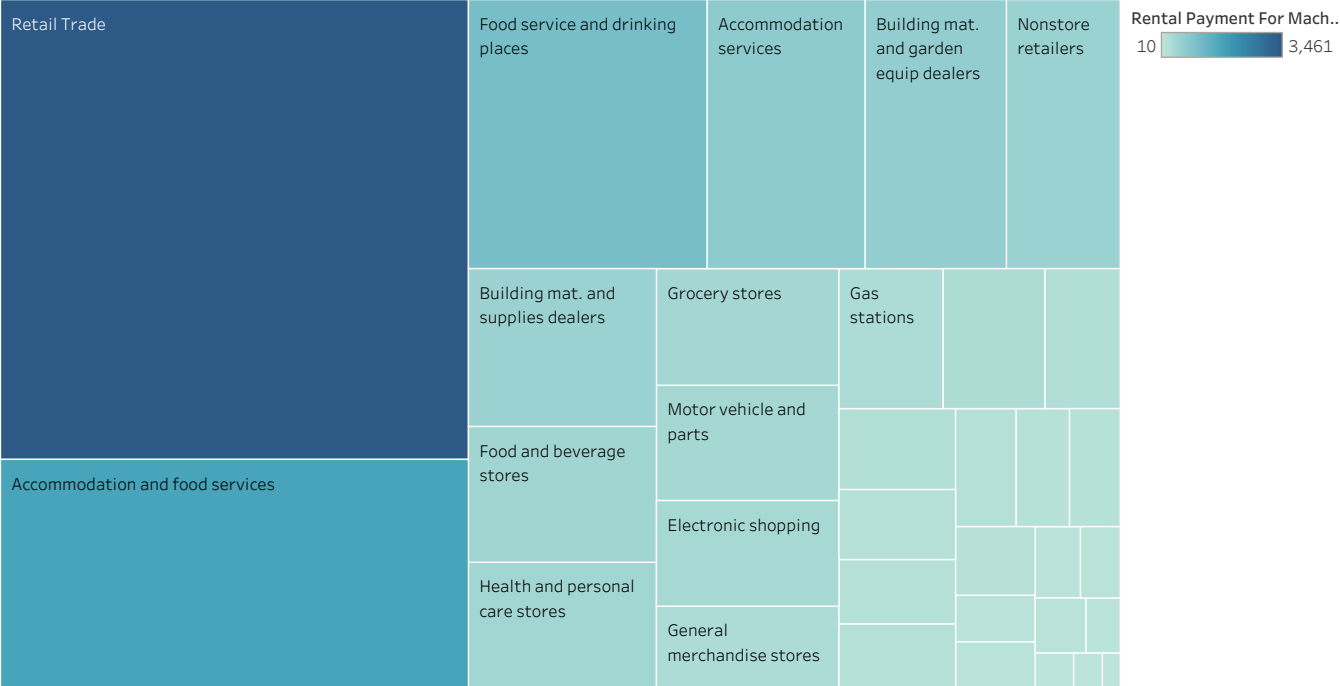 Retail Trade
Food service and drinking
places
Accommodation
services
Building mat.
and garden
equip dealers
Nonstore
retailers
Rental Payment For Mach..
10
3,461
Building mat. and
supplies dealers
Grocery stores
Gas
stations
Motor vehicle and
parts
Food and beverage
stores
Accommodation and food services
Electronic shopping
Health and personal
care stores
General
merchandise stores